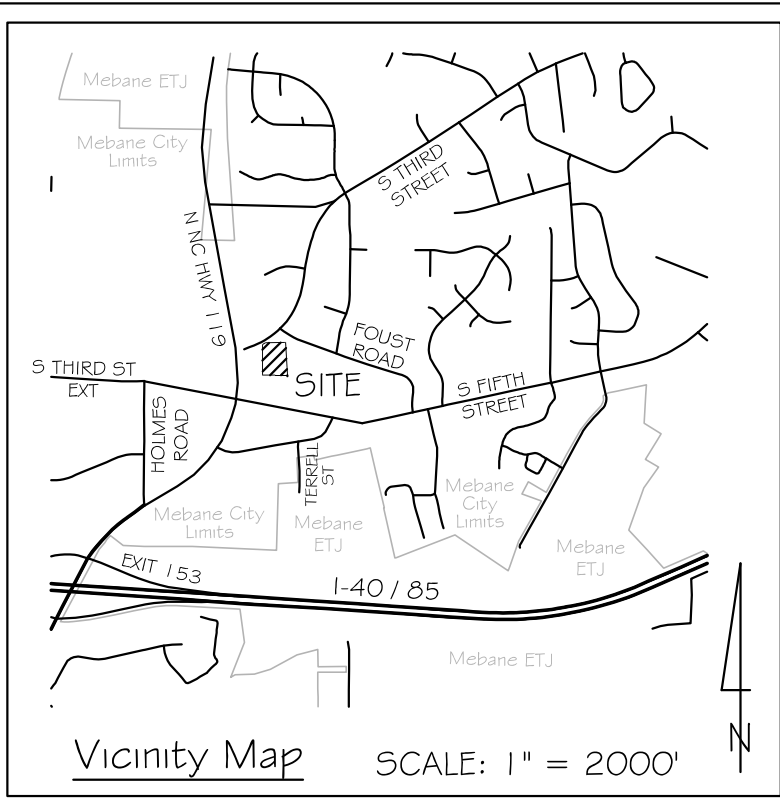 Mebane ETJ
Mebane City
Limits
S THIRD
STREET
N NC HWY 119
FOUST
ROAD
S THIRD ST
EXT
SITE
S FIFTH
STREET
HOLMES
ROAD
TERRELL
ST
Mebane City
Limits
Mebane
ETJ
Mebane
City
Limits
Mebane
ETJ
EXIT 153
I-40 / 85
Mebane ETJ
N
Vicinity Map
SCALE: 1" = 2000'